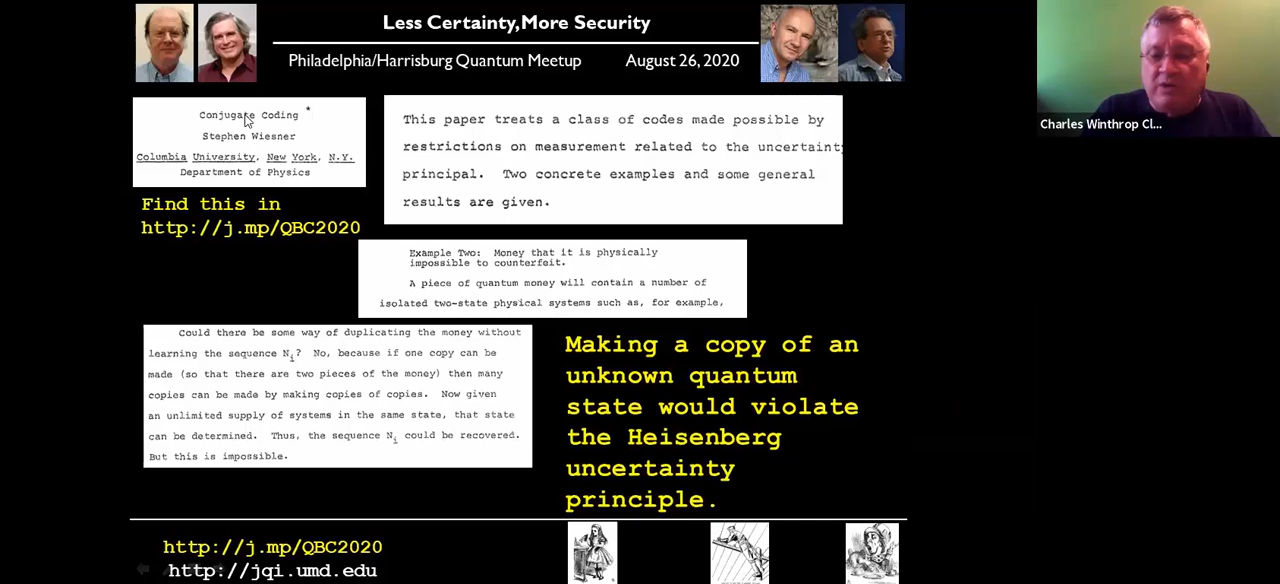 Less Certainty,More Security
Philadelphia/Harrisburg Quantum Meetup August 26, 2020
Charles Winthrop Cl...
Conjugate Coding *
Stephen Wiesner
Columbia University, New York, N.Y.
Department of Physics
Find this in
http://j.mp/QBC2020
This paper treats a class of codes made possible by
restrictions on measurement related to the uncertainty
principal. Two concrete examples and some general
results are given.
Example Two: Money that it is physically
impossible to counterfeit.
A piece of quantum money will contain a number of
isolated two-state physical systems such as, for example,
Could there be some way of duplicating the money without
learning the sequence Ni? No, because if one copy can be
made (so that there are two pieces of the money) then many
copies can be made by making copies of copies. Now given
an unlimited supply of systems in the same state, that state
can be determined. Thus, the sequence Ni could be recovered.
But this is impossible.
Making a copy of an
unknown quantum
state would violate
the Heisenberg
uncertainty
principle.
http://j.mp/QBC2020
http://jqi.umd.edu